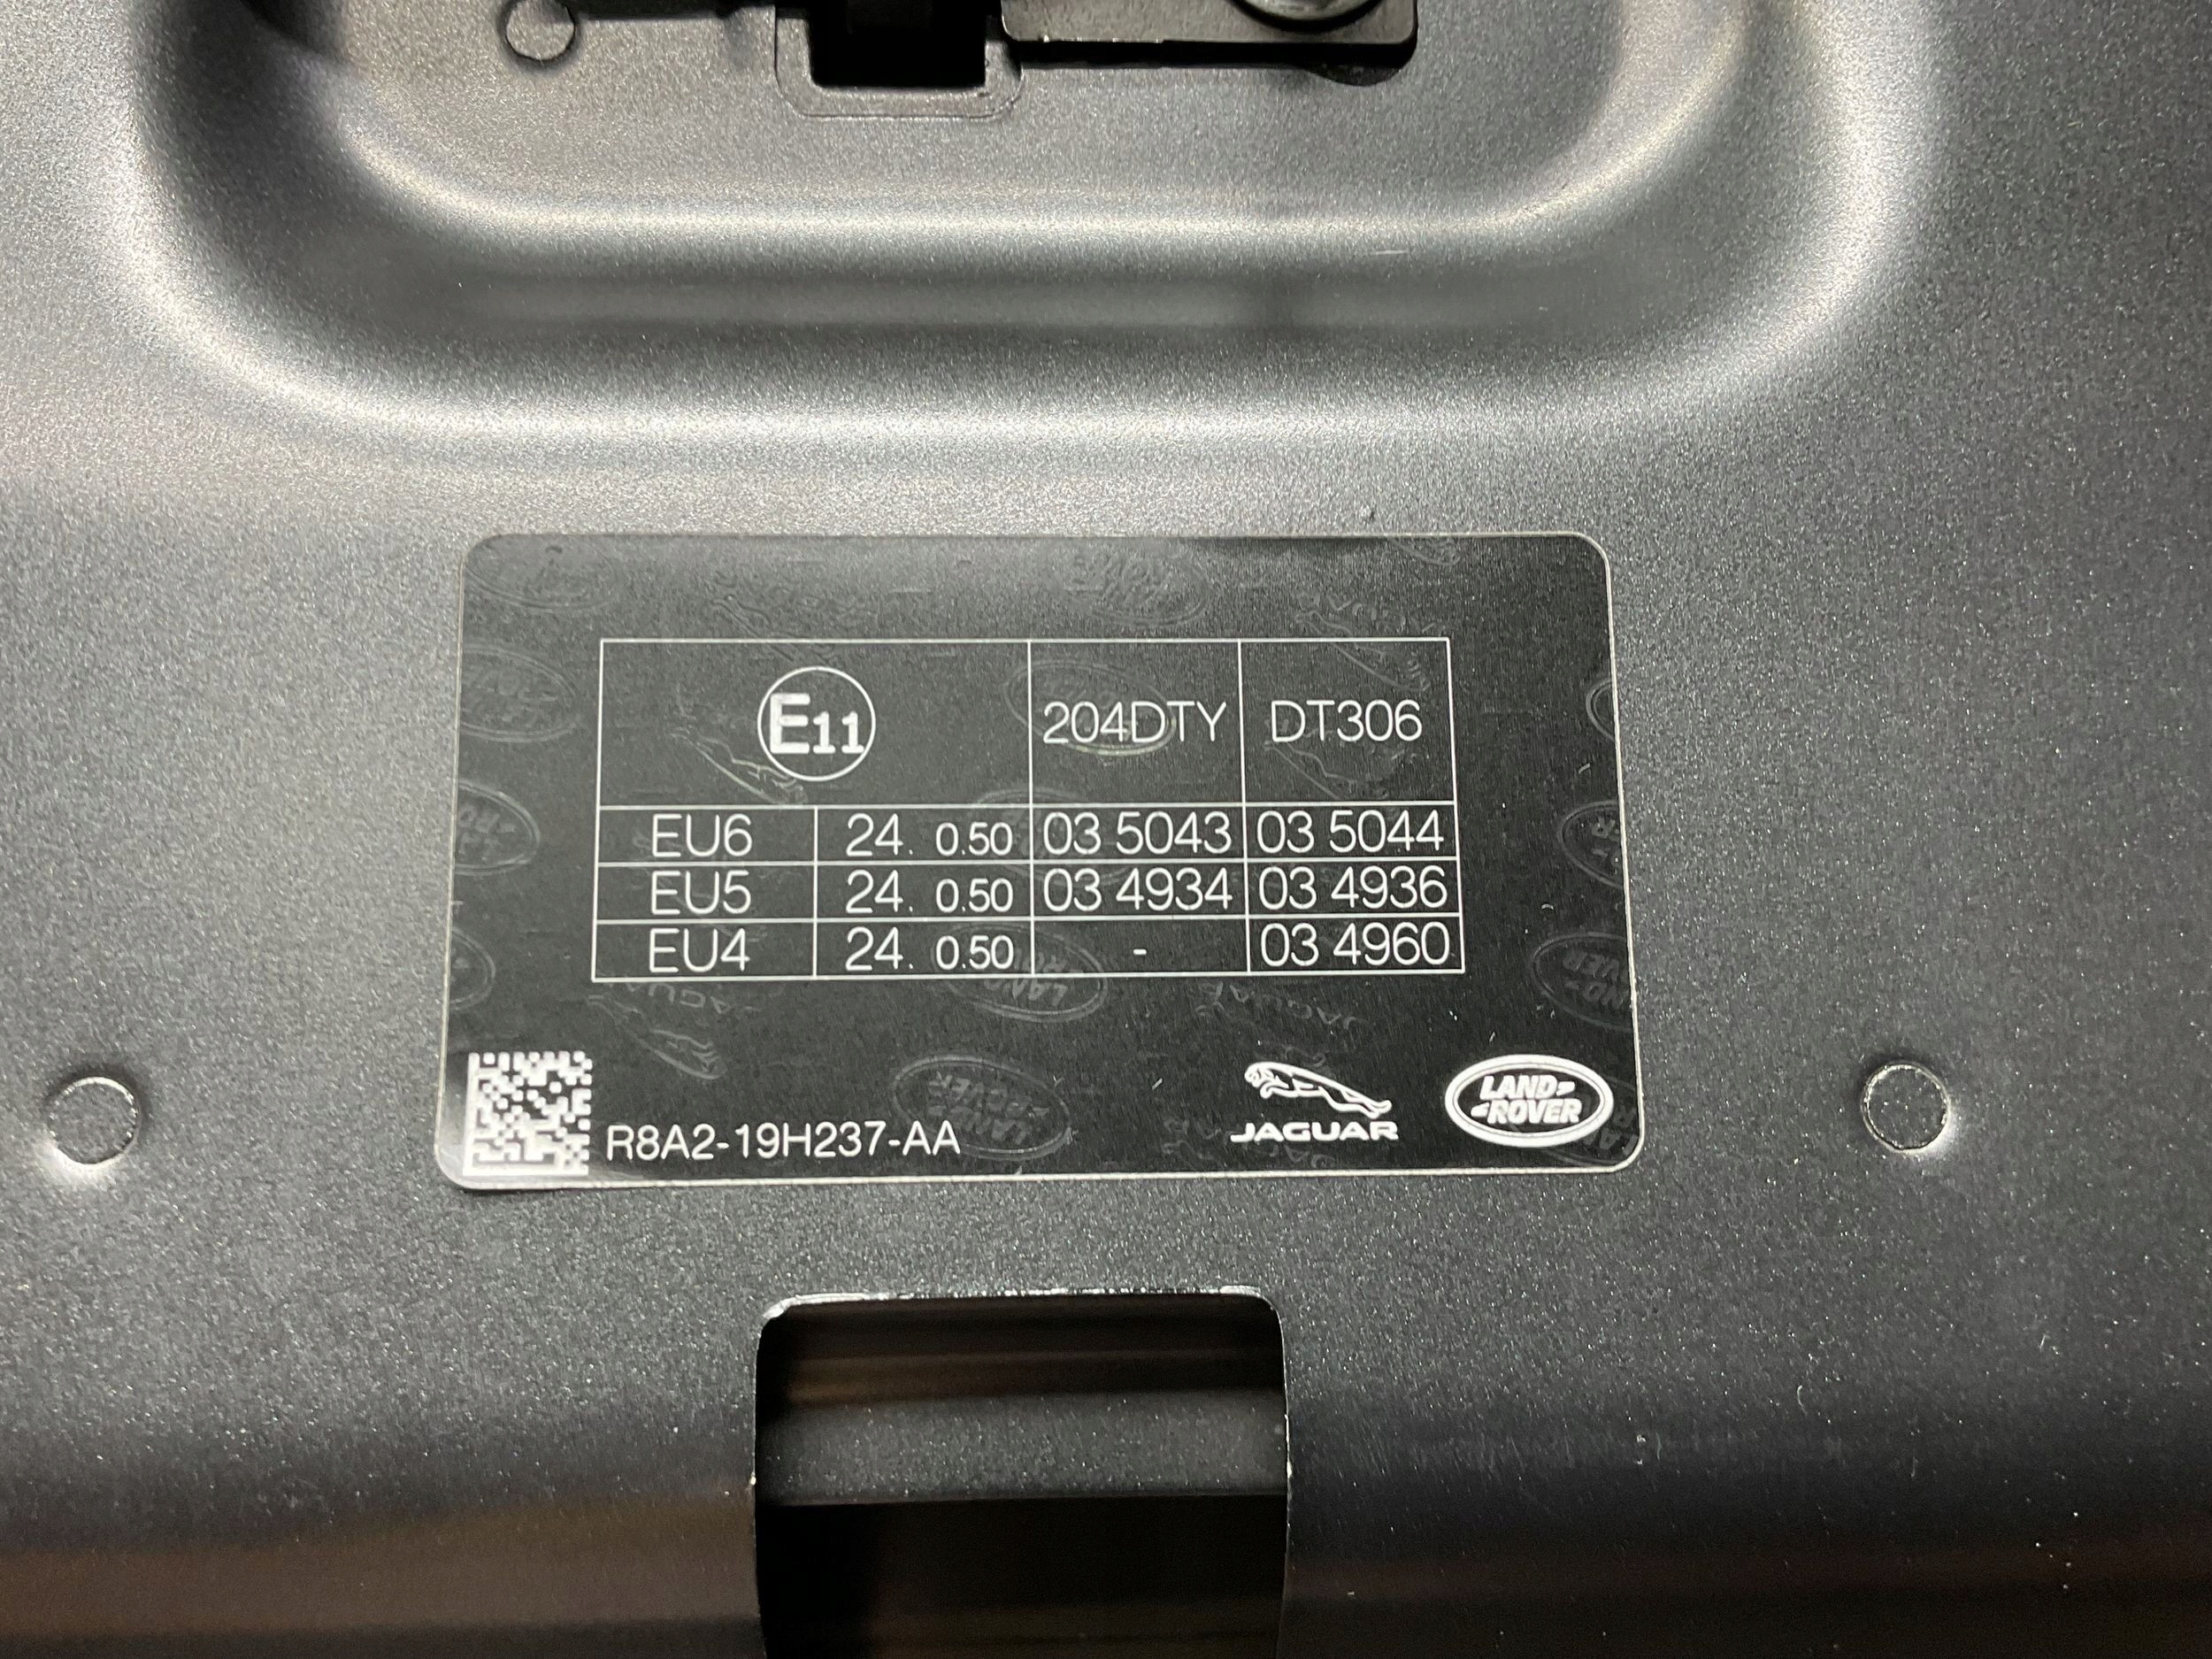 E11 204DTY DT306
EU6 24. 0.50 03 5043 03 5044
EU5 24. 0.50 03 4934 03 4936
EU4 24. 0.50 - 03 4960
R8A2-19H237-AA
JAGUAR
LAND
ROVER